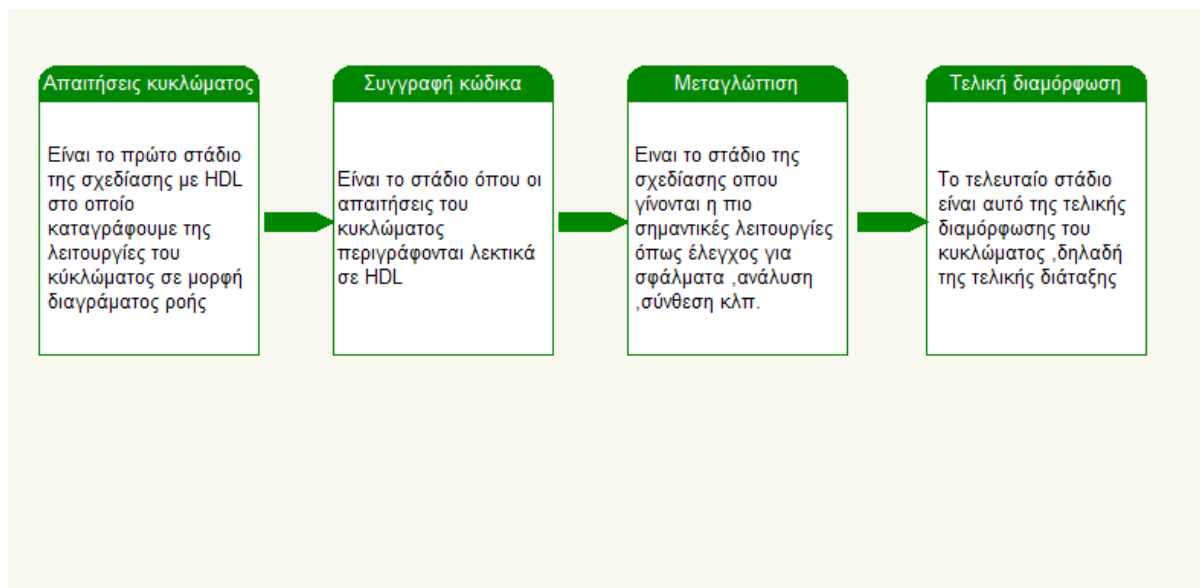 Απαιτήσεις κυκλώματος
Είναι το πρώτο στάδιο
της σχεδίασης με HDL
στο οποίο
καταγράφουμε της
λειτουργίες του
κύκλώματος σε μορφή
διαγράματος ροής
Συγγραφή κώδικα
Είναι το στάδιο όπου οι
απαιτήσεις του
κυκλώματος
περιγράφονται λεκτικά
σε HDL
Μεταγλώττιση
Ειναι το στάδιο της
σχεδίασης οπου
γίνονται η πιο
σημαντικές λειτουργίες
όπως έλεγχος για
σφάλματα ,ανάλυση
,σύνθεση κλπ.
Τελική διαμόρφωση
Το τελευταίο στάδιο
είναι αυτό της τελικής
διαμόρφωσης του
κυκλώματος ,δηλαδή
της τελικής διάταξης